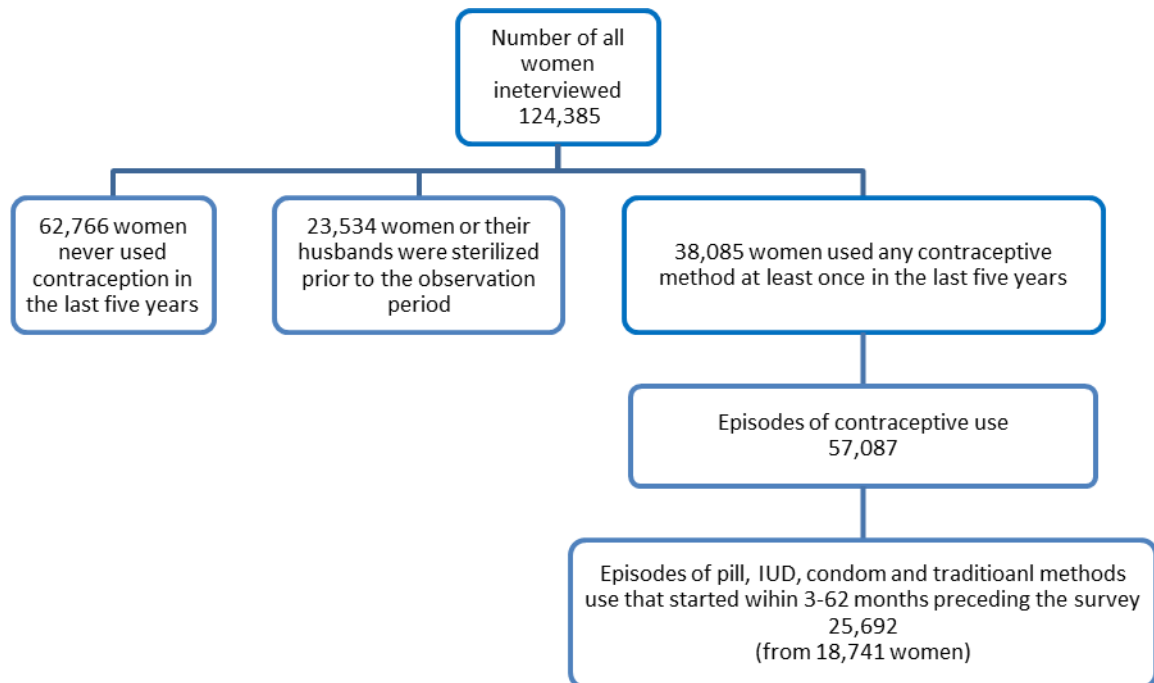 Number of all
women
ineterviewed
124,385
62,766 women
never used
contraception in
the last five years
23,534 women or their
husbands were sterilized
prior to the observation
period
38,085 women used any contraceptive
method at least once in the last five years
Episodes of contraceptive use
57,087
Episodes of pill, IUD, condom and traditioanl methods
use that started wihin 3-62 months preceding the survey
25,692
(from 18,741 women)